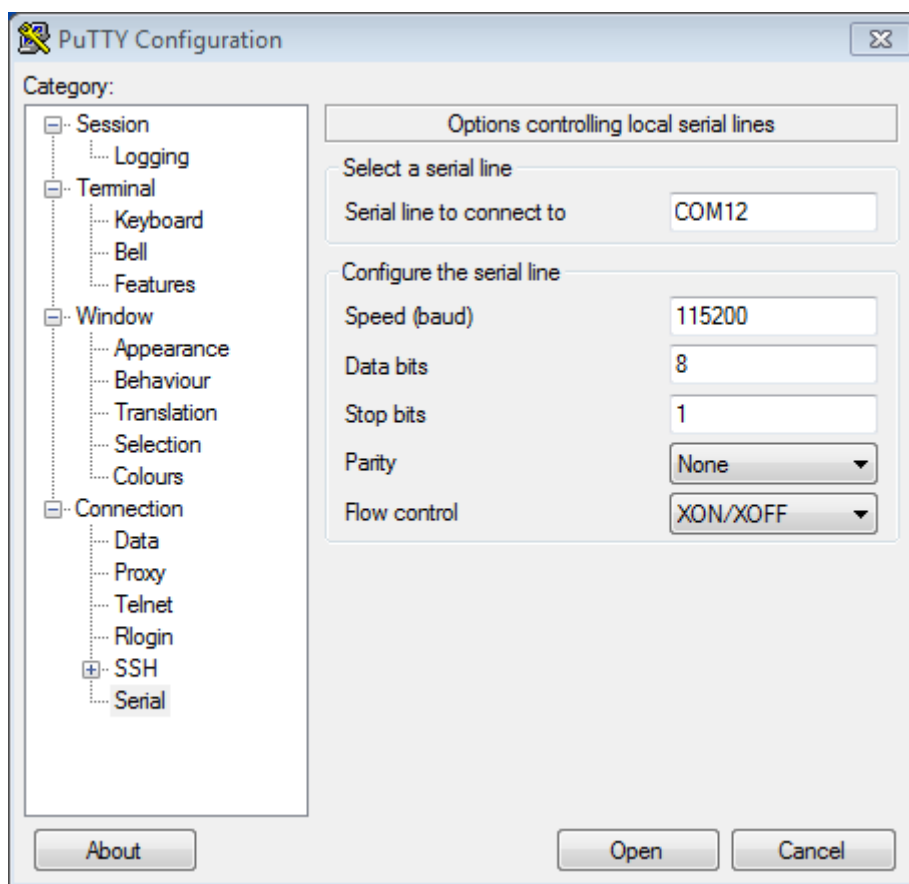 PuTTY Configuration
Category:
Session
Logging
Terminal
Keyboard
Bell
Features
Window
Appearance
Behaviour
Translation
Selection
Colours
Connection
Data
Proxy
Telnet
Rlogin
SSH
Serial
Options controlling local serial lines
Select a serial line
Serial line to connect to COM12
Configure the serial line
Speed (baud) 115200
Data bits 8
Stop bits 1
Parity None
Flow control XON/XOFF
About Open Cancel